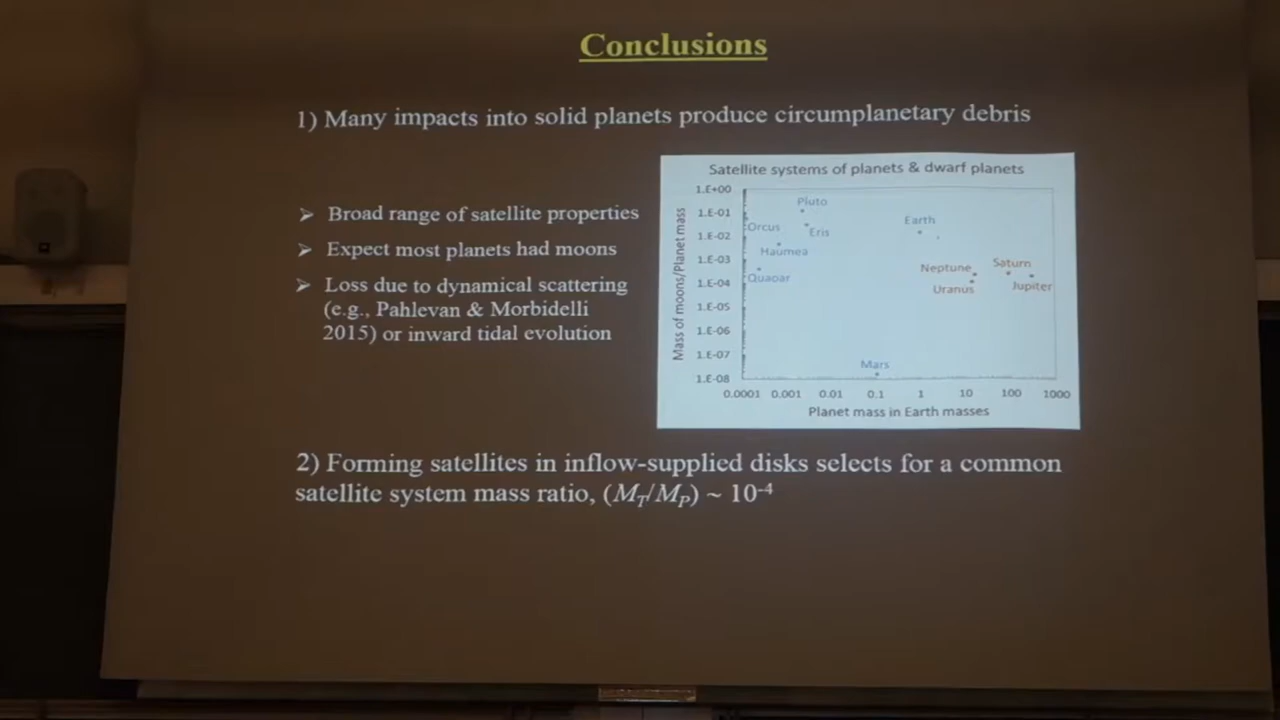 Conclusions
1) Many impacts into solid planets produce circumplanetary debris
➢ Broad range of satellite properties
➢ Expect most planets had moons
➢ Loss due to dynamical scattering
(e.g., Pahlevan & Morbidelli
2015) or inward tidal evolution
Satellite systems of planets & dwarf planets
Mass of moons/Planet mass
1.E+00
1.E-01
1.E-02
1.E-03
1.E-04
1.E-05
1.E-06
1.E-07
1.E-08
Pluto
Orcus
Eris
Earth
Haumea
Quaoar
Neptune
Saturn
Uranus
Jupiter
Mars
0.0001 0.001 0.01 0.1 1 10 100 1000
Planet mass in Earth masses
2) Forming satellites in inflow-supplied disks selects for a common
satellite system mass ratio, (M_T/M_P) ~ 10⁻⁴